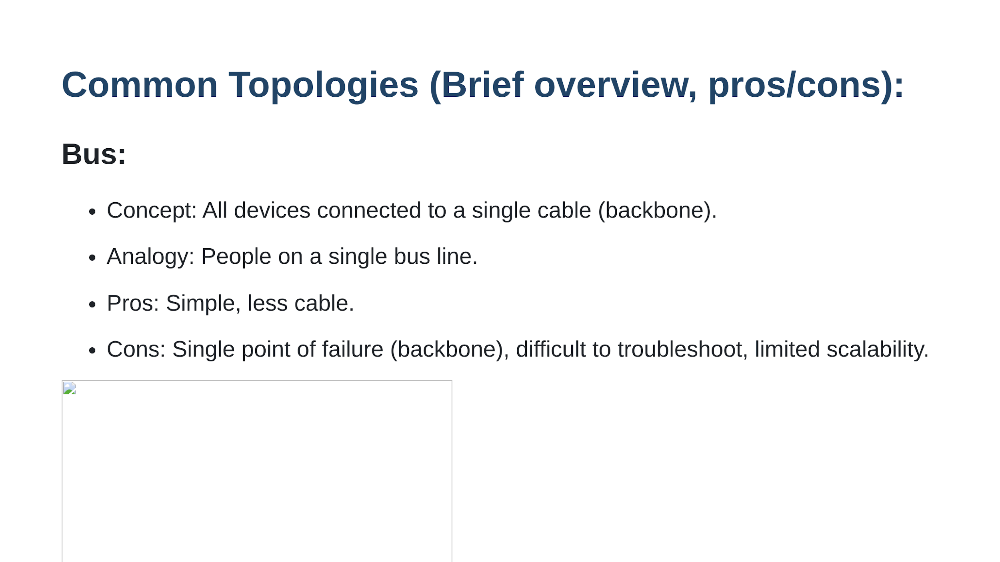 Common Topologies (Brief overview, pros/cons):
Bus:
• Concept: All devices connected to a single cable (backbone).
• Analogy: People on a single bus line.
• Pros: Simple, less cable.
• Cons: Single point of failure (backbone), difficult to troubleshoot, limited scalability.